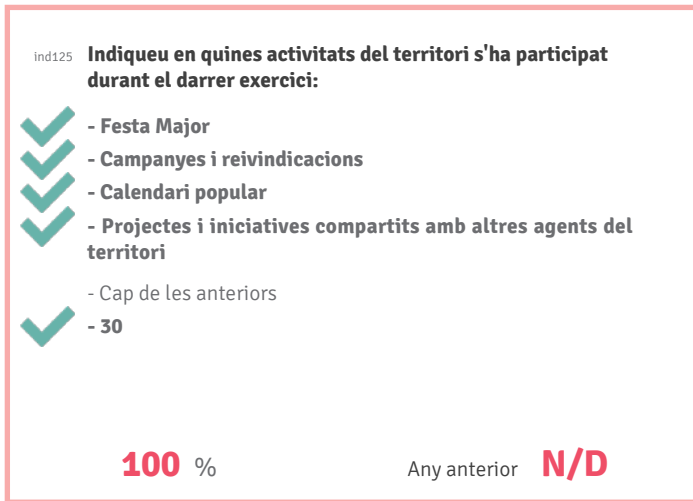 ind125 Indiqueu en quines activitats del territori s'ha participat
durant el darrer exercici:
- Festa Major
- Campanyes i reivindicacions
- Calendari popular
- Projectes i iniciatives compartits amb altres agents del
territori
- Cap de les anteriors
- 30
100 % Any anterior N/D